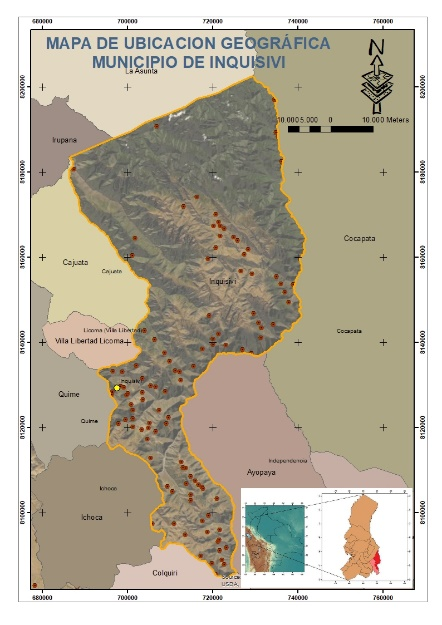 680000 700000 720000 740000 760000
MAPA DE UBICACION GEOGRÁFICA
MUNICIPIO DE INQUISIVI
La Asunta
N
10.000 5.000 0 10.000 Meters
8200000
Irupana
8180000
Cocapata
8160000
Cajuata
Cajuata
Inquisivi
Licoma (Villa Libertad)
Cocapata
Villa Libertad Licoma
8140000
Inquisivi
Quime
Quime
8120000
Independencia
Ayopaya
Ichoca
Ichoca
8100000
Colquiri
Source
USDA,
680000 700000 720000 740000 760000